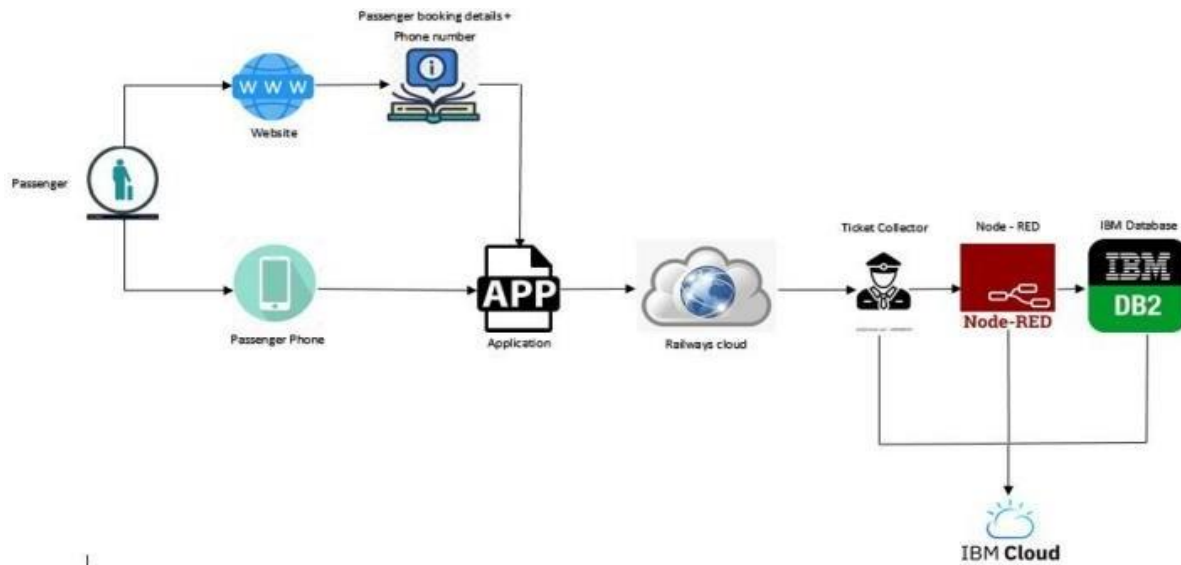 Passenger booking details +
Phone number
W W W
Website
Passenger
Ticket Collector
Node - RED
IBM Database
APP
Node-RED
IBM
DB2
Passenger Phone
Application
Railways cloud
IBM Cloud